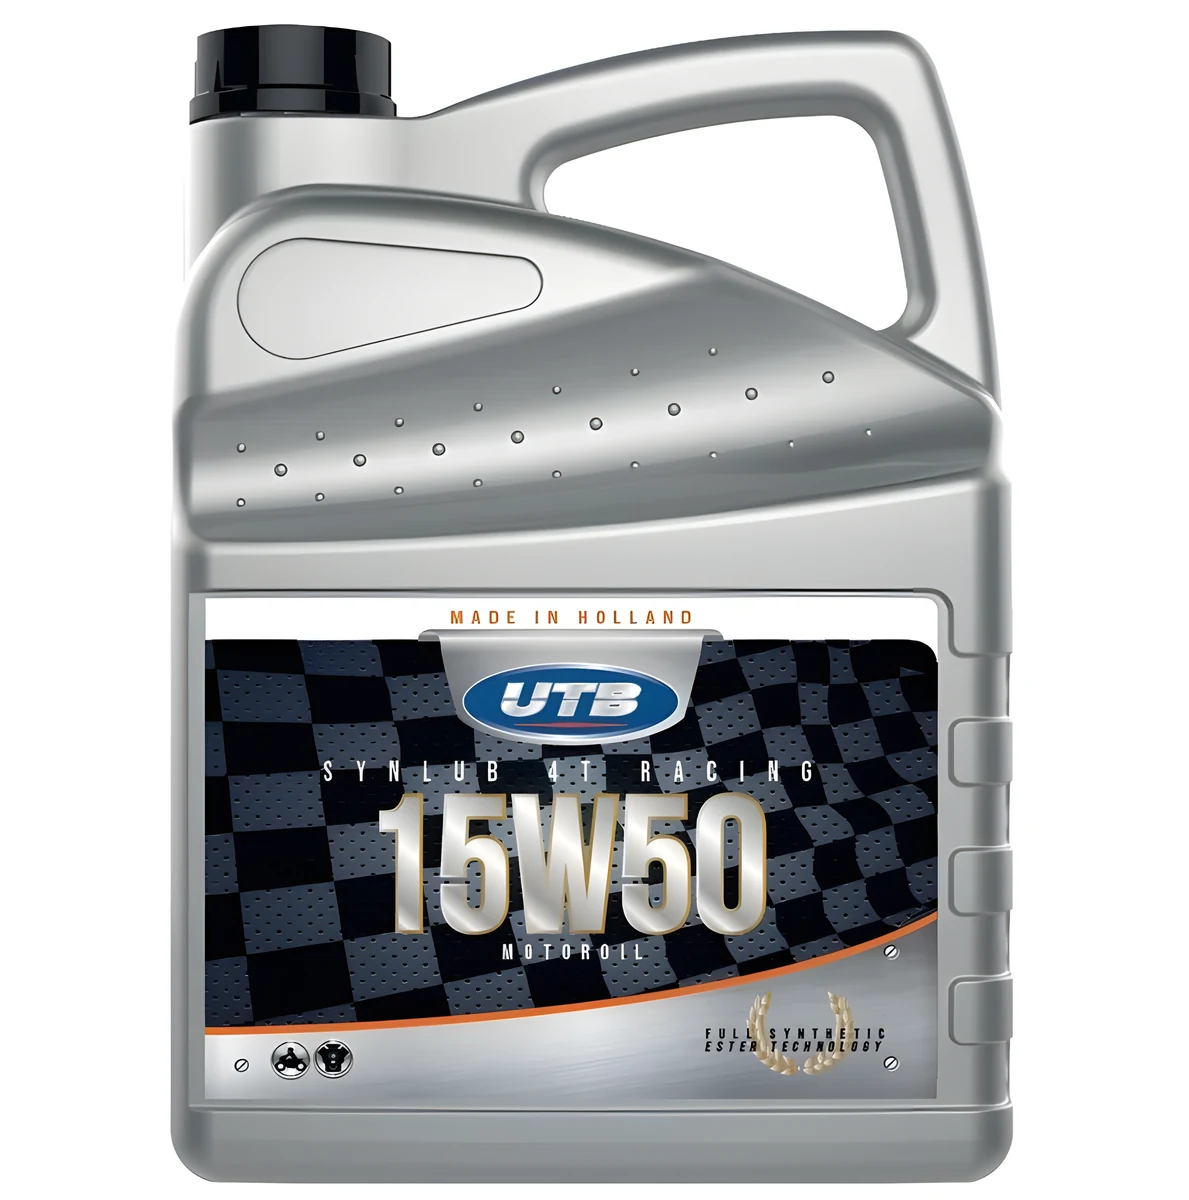 MADE IN HOLLAND
UTB
SYNLUB 4T RACING
15W50
MOTOROIL
FULL SYNTHETIC
ESTER TECHNOLOGY